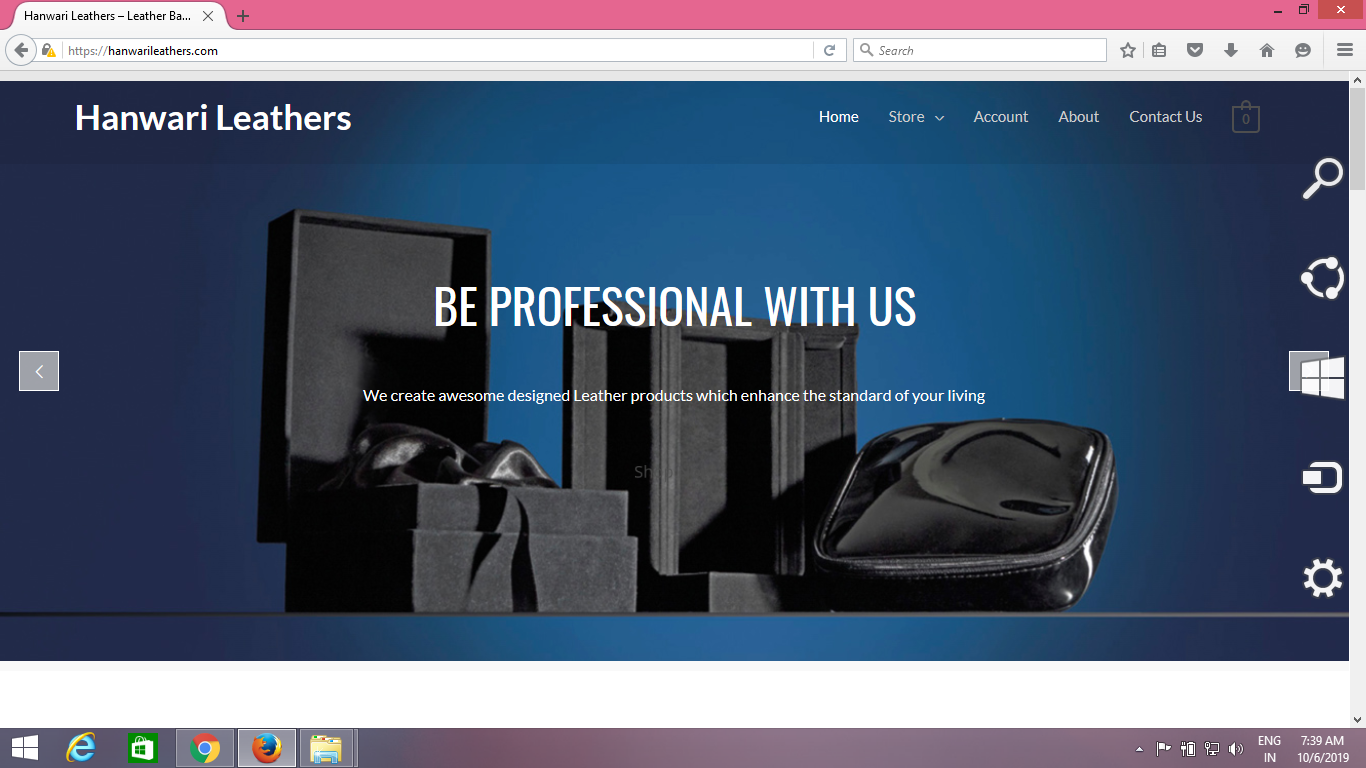 Hanwari Leathers – Leather Ba...
https://hanwarileathers.com
Search
Hanwari Leathers
Home Store Account About Contact Us 0
BE PROFESSIONAL WITH US
We create awesome designed Leather products which enhance the standard of your living
ENG 7:39 AM
IN 10/6/2019